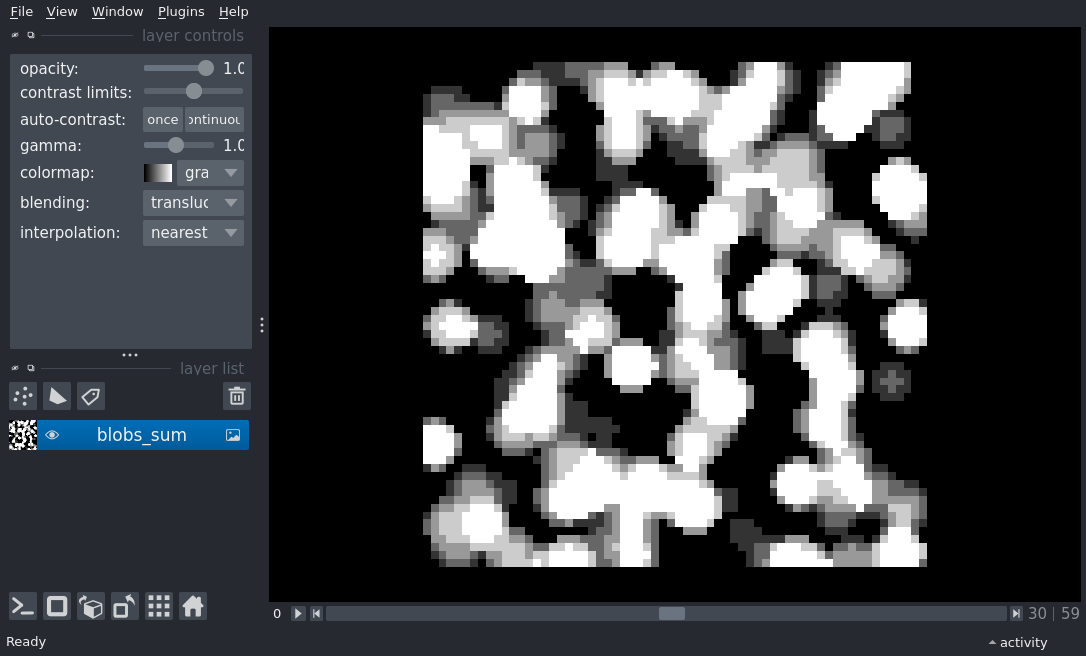 File View Window Plugins Help
layer controls
opacity: 1.0
contrast limits:
auto-contrast: once ontinuou
gamma: 1.0
colormap: gra
blending: transluc
interpolation: nearest
layer list
blobs_sum
0 30 | 59
Ready activity